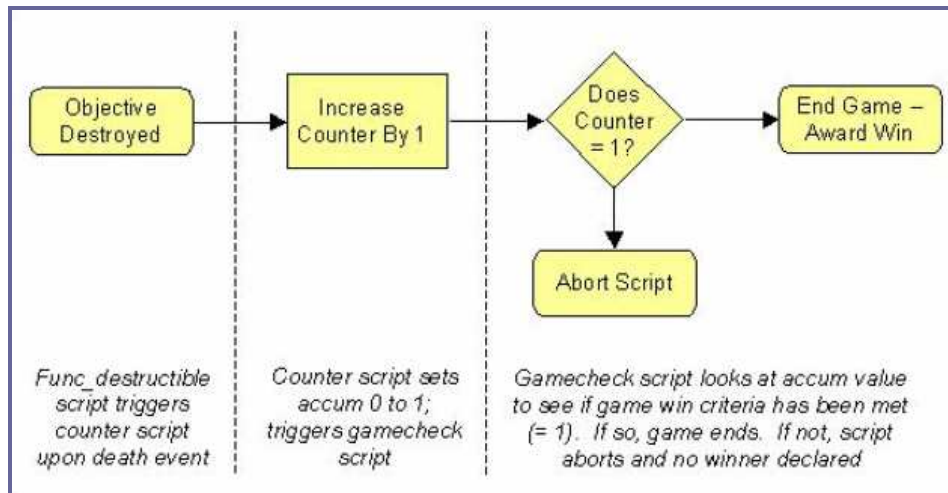 Objective
Destroyed
Increase
Counter By 1
Does
Counter
= 1?
End Game –
Award Win
Abort Script
Func_destructible
script triggers
counter script
upon death event
Counter script sets
accum 0 to 1;
triggers gamecheck
script
Gamecheck script looks at accum value
to see if game win criteria has been met
(= 1).  If so, game ends.  If not, script
aborts and no winner declared